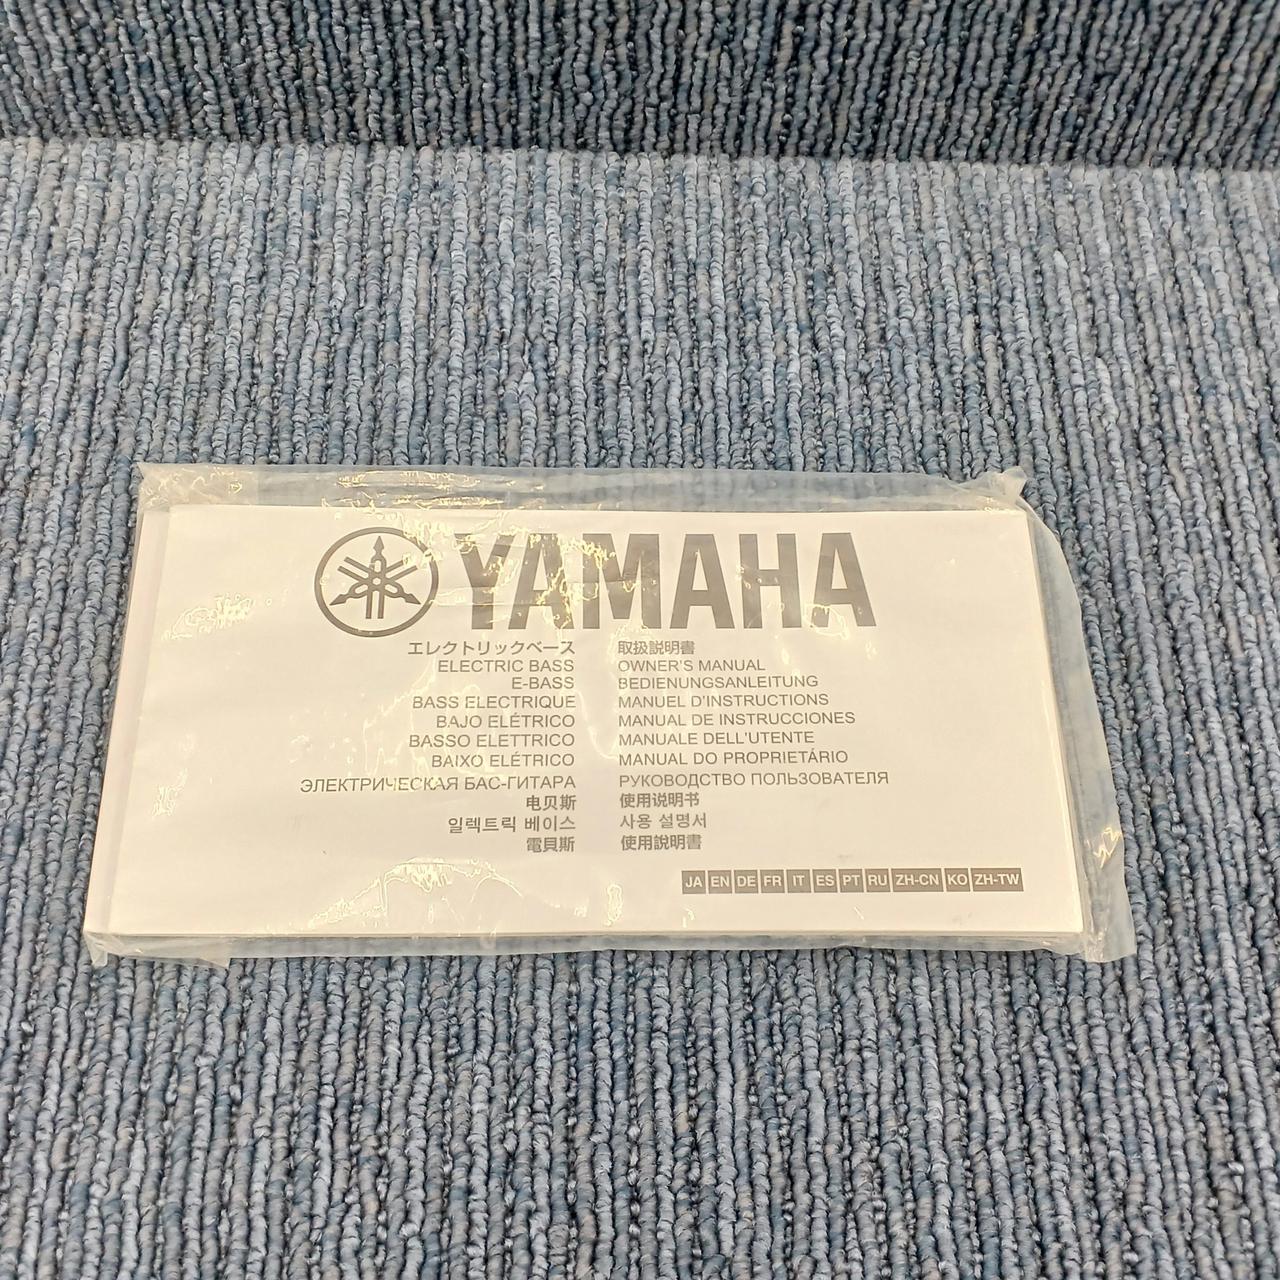 YAMAHA
エレクトリックベース 取扱説明書
ELECTRIC BASS OWNER'S MANUAL
E-BASS BEDIENUNGSANLEITUNG
BASS ELECTRIQUE MANUEL D'INSTRUCTIONS
BAJO ELÉTRICO MANUAL DE INSTRUCCIONES
BASSO ELETTRICO MANUALE DELL'UTENTE
BAIXO ELÉTRICO MANUAL DO PROPRIETÁRIO
ЭЛЕКТРИЧЕСКАЯ БАС-ГИТАРА РУКОВОДСТВО ПОЛЬЗОВАТЕЛЯ
电贝斯 使用说明书
일렉트릭 베이스 사용 설명서
電貝斯 使用說明書
JA EN DE FR IT ES PT RU ZH-CN KO ZH-TW